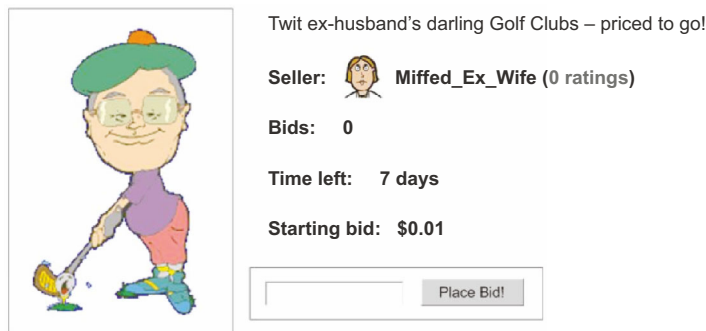 Twit ex-husband’s darling Golf Clubs – priced to go!
Seller: Miffed_Ex_Wife (0 ratings)
Bids: 0
Time left: 7 days
Starting bid: $0.01
Place Bid!